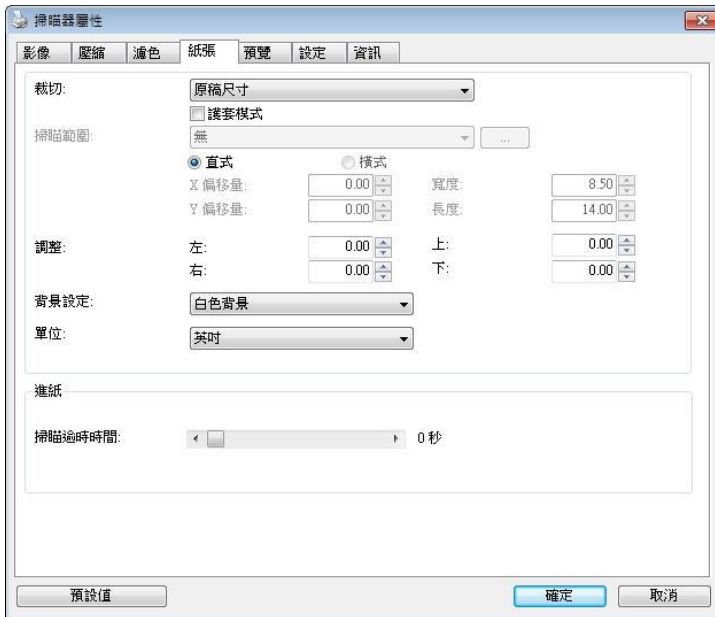 掃瞄器屬性
影像 壓縮 濾色 紙張 預覽 設定 資訊
裁切: 原稿尺寸
護套模式
掃瞄範圍: 無 ...
直式 橫式
X 偏移量: 0.00 寬度: 8.50
Y 偏移量: 0.00 長度: 14.00
調整: 左: 0.00 上: 0.00
右: 0.00 下: 0.00
背景設定: 白色背景
單位: 英吋
進紙
掃瞄逾時時間: 0 秒
預設值 確定 取消